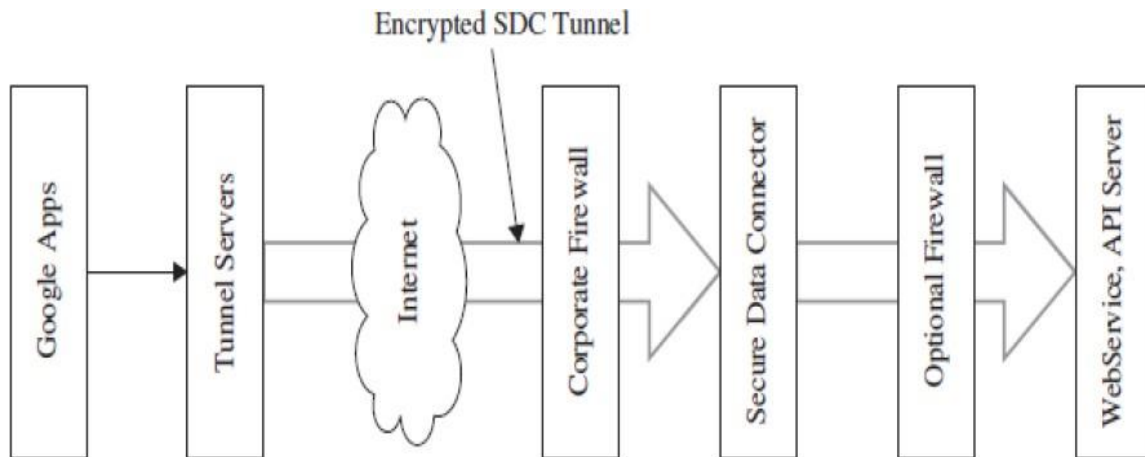 Encrypted SDC Tunnel
Google Apps
Tunnel Servers
Internet
Corporate Firewall
Secure Data Connector
Optional Firewall
WebService, API Server